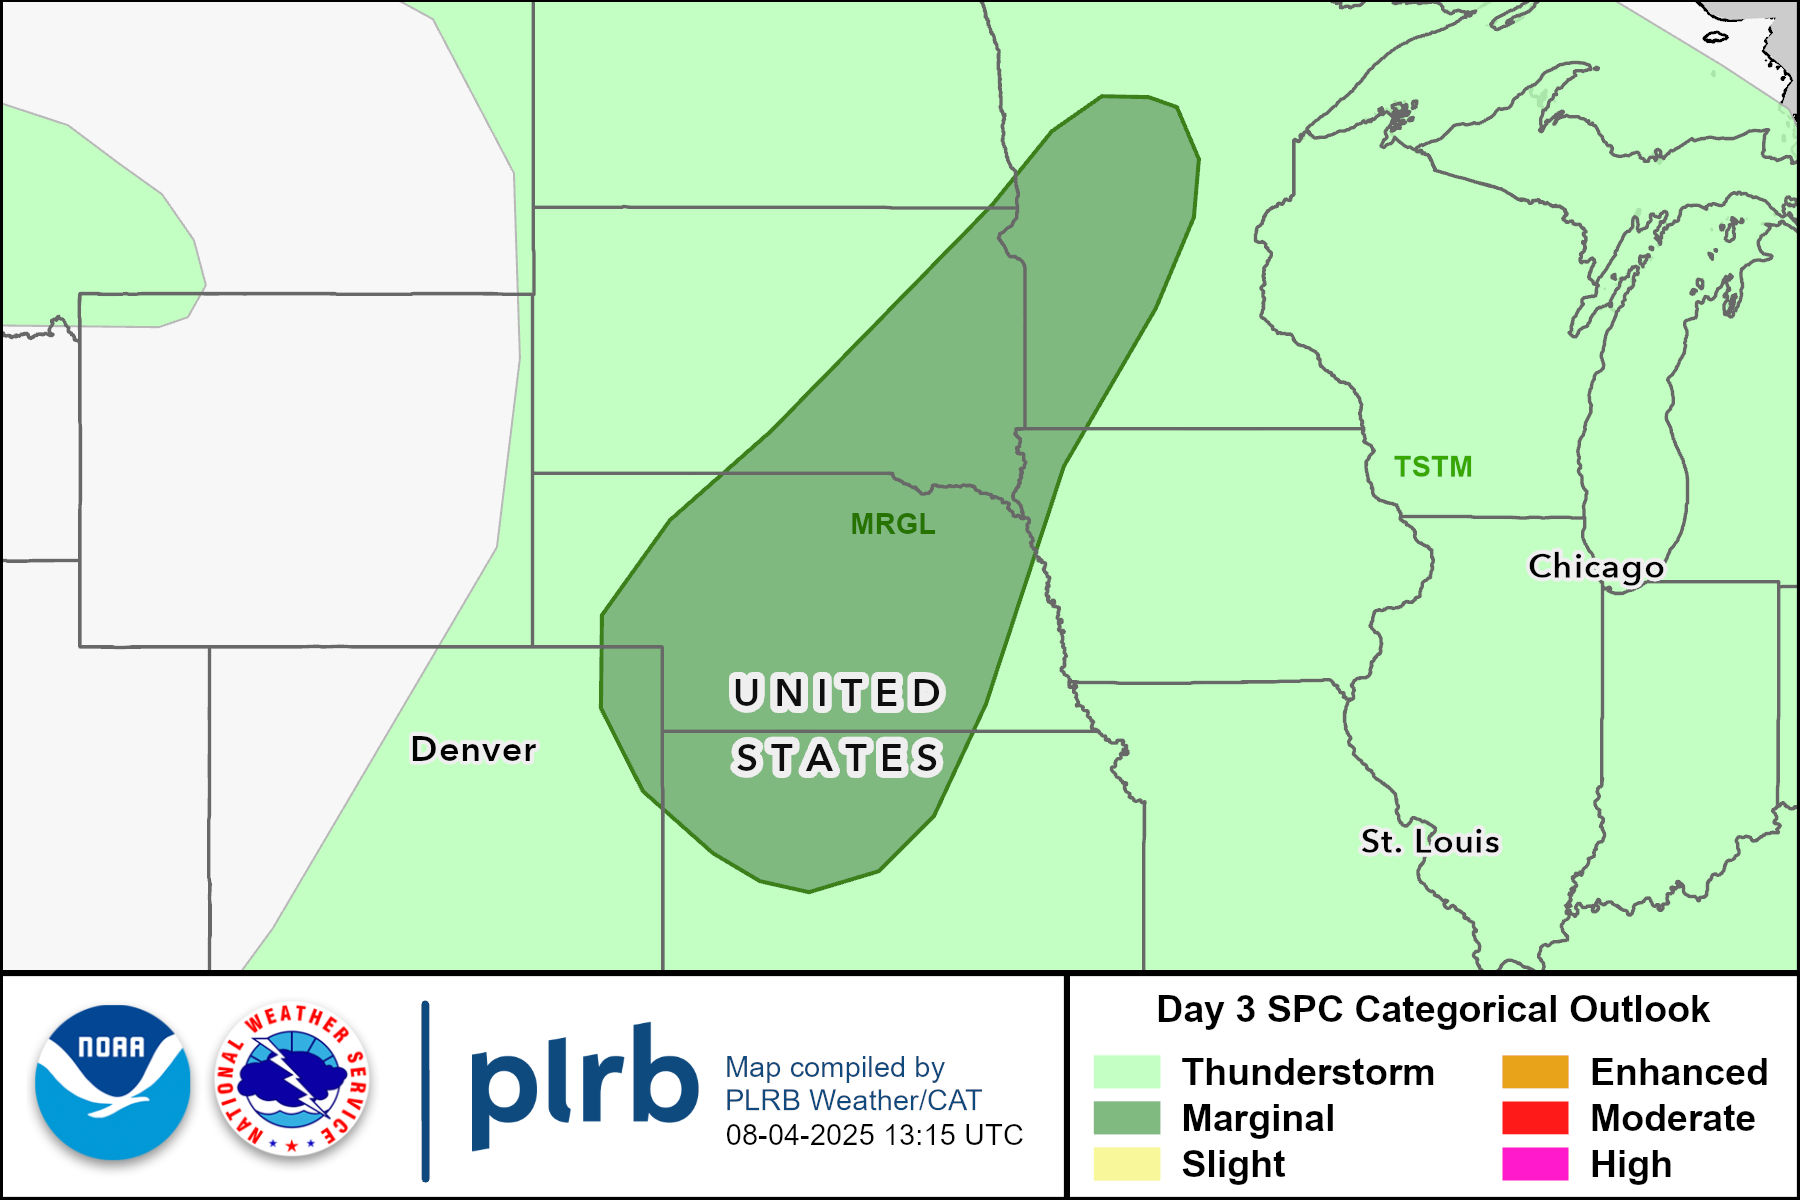 TSTM
MRGL
Chicago
UNITED
STATES
Denver
St. Louis
NOAA
NATIONAL WEATHER SERVICE
plrb
Map compiled by
PLRB Weather/CAT
08-04-2025 13:15 UTC
Day 3 SPC Categorical Outlook
Thunderstorm
Marginal
Slight
Enhanced
Moderate
High